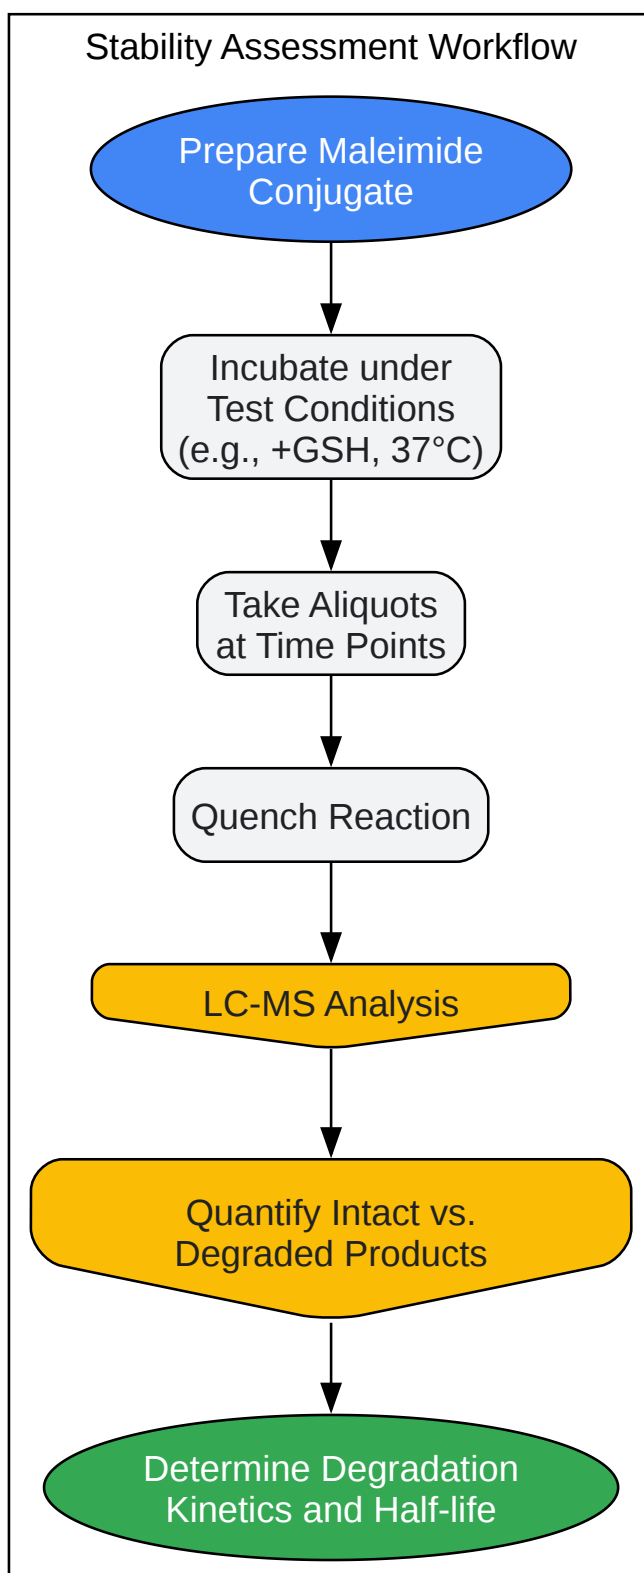 Stability Assessment Workflow
Prepare Maleimide
Conjugate
Incubate under
Test Conditions
(e.g., +GSH, 37°C)
Take Aliquots
at Time Points
Quench Reaction
LC-MS Analysis
Quantify Intact vs.
Degraded Products
Determine Degradation
Kinetics and Half-life